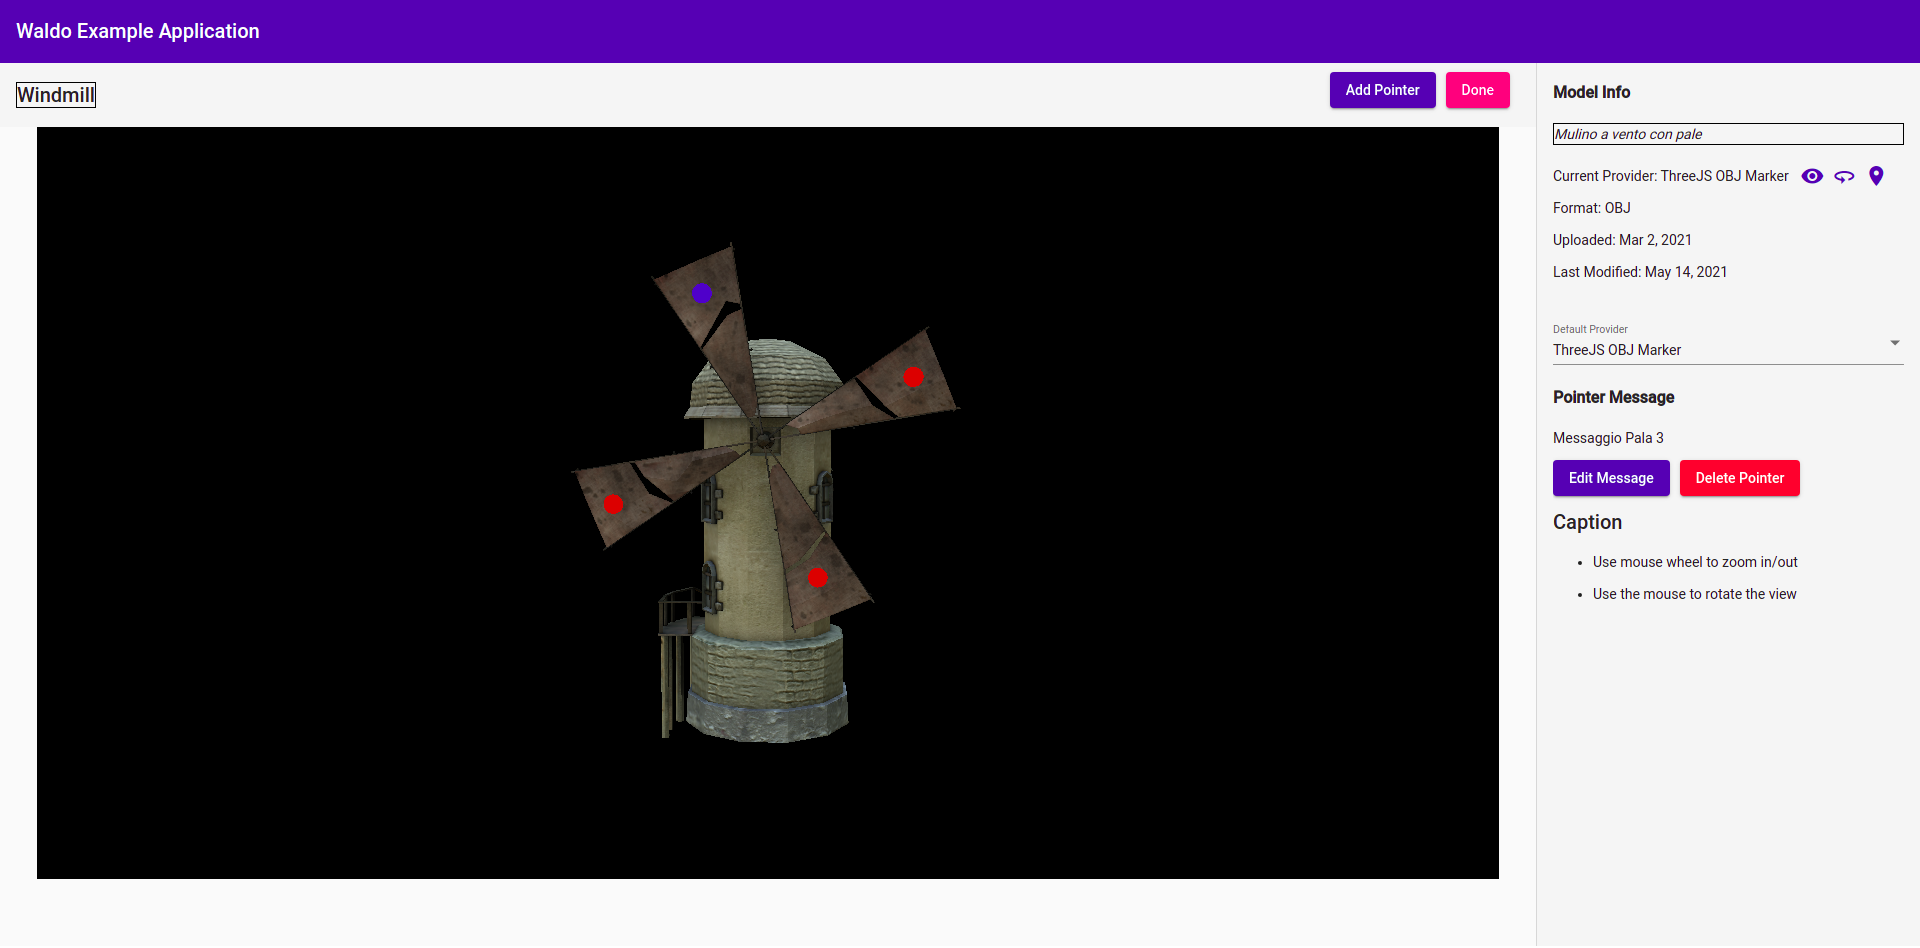 Waldo Example Application
Windmill
Add Pointer
Done
Model Info
Mulino a vento con pale
Current Provider: ThreeJS OBJ Marker
Format: OBJ
Uploaded: Mar 2, 2021
Last Modified: May 14, 2021
Default Provider
ThreeJS OBJ Marker
Pointer Message
Messaggio Pala 3
Edit Message
Delete Pointer
Caption
Use mouse wheel to zoom in/out
Use the mouse to rotate the view